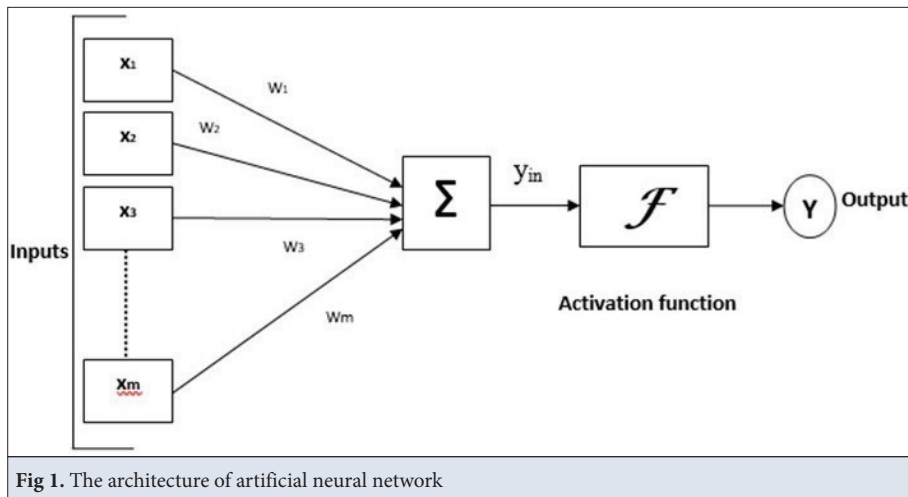 x1
W1
x2
W2
x3
W3
Inputs
Σ
yin
ℱ
Y
Output
Activation function
Wm
xm
Fig 1. The architecture of artificial neural network